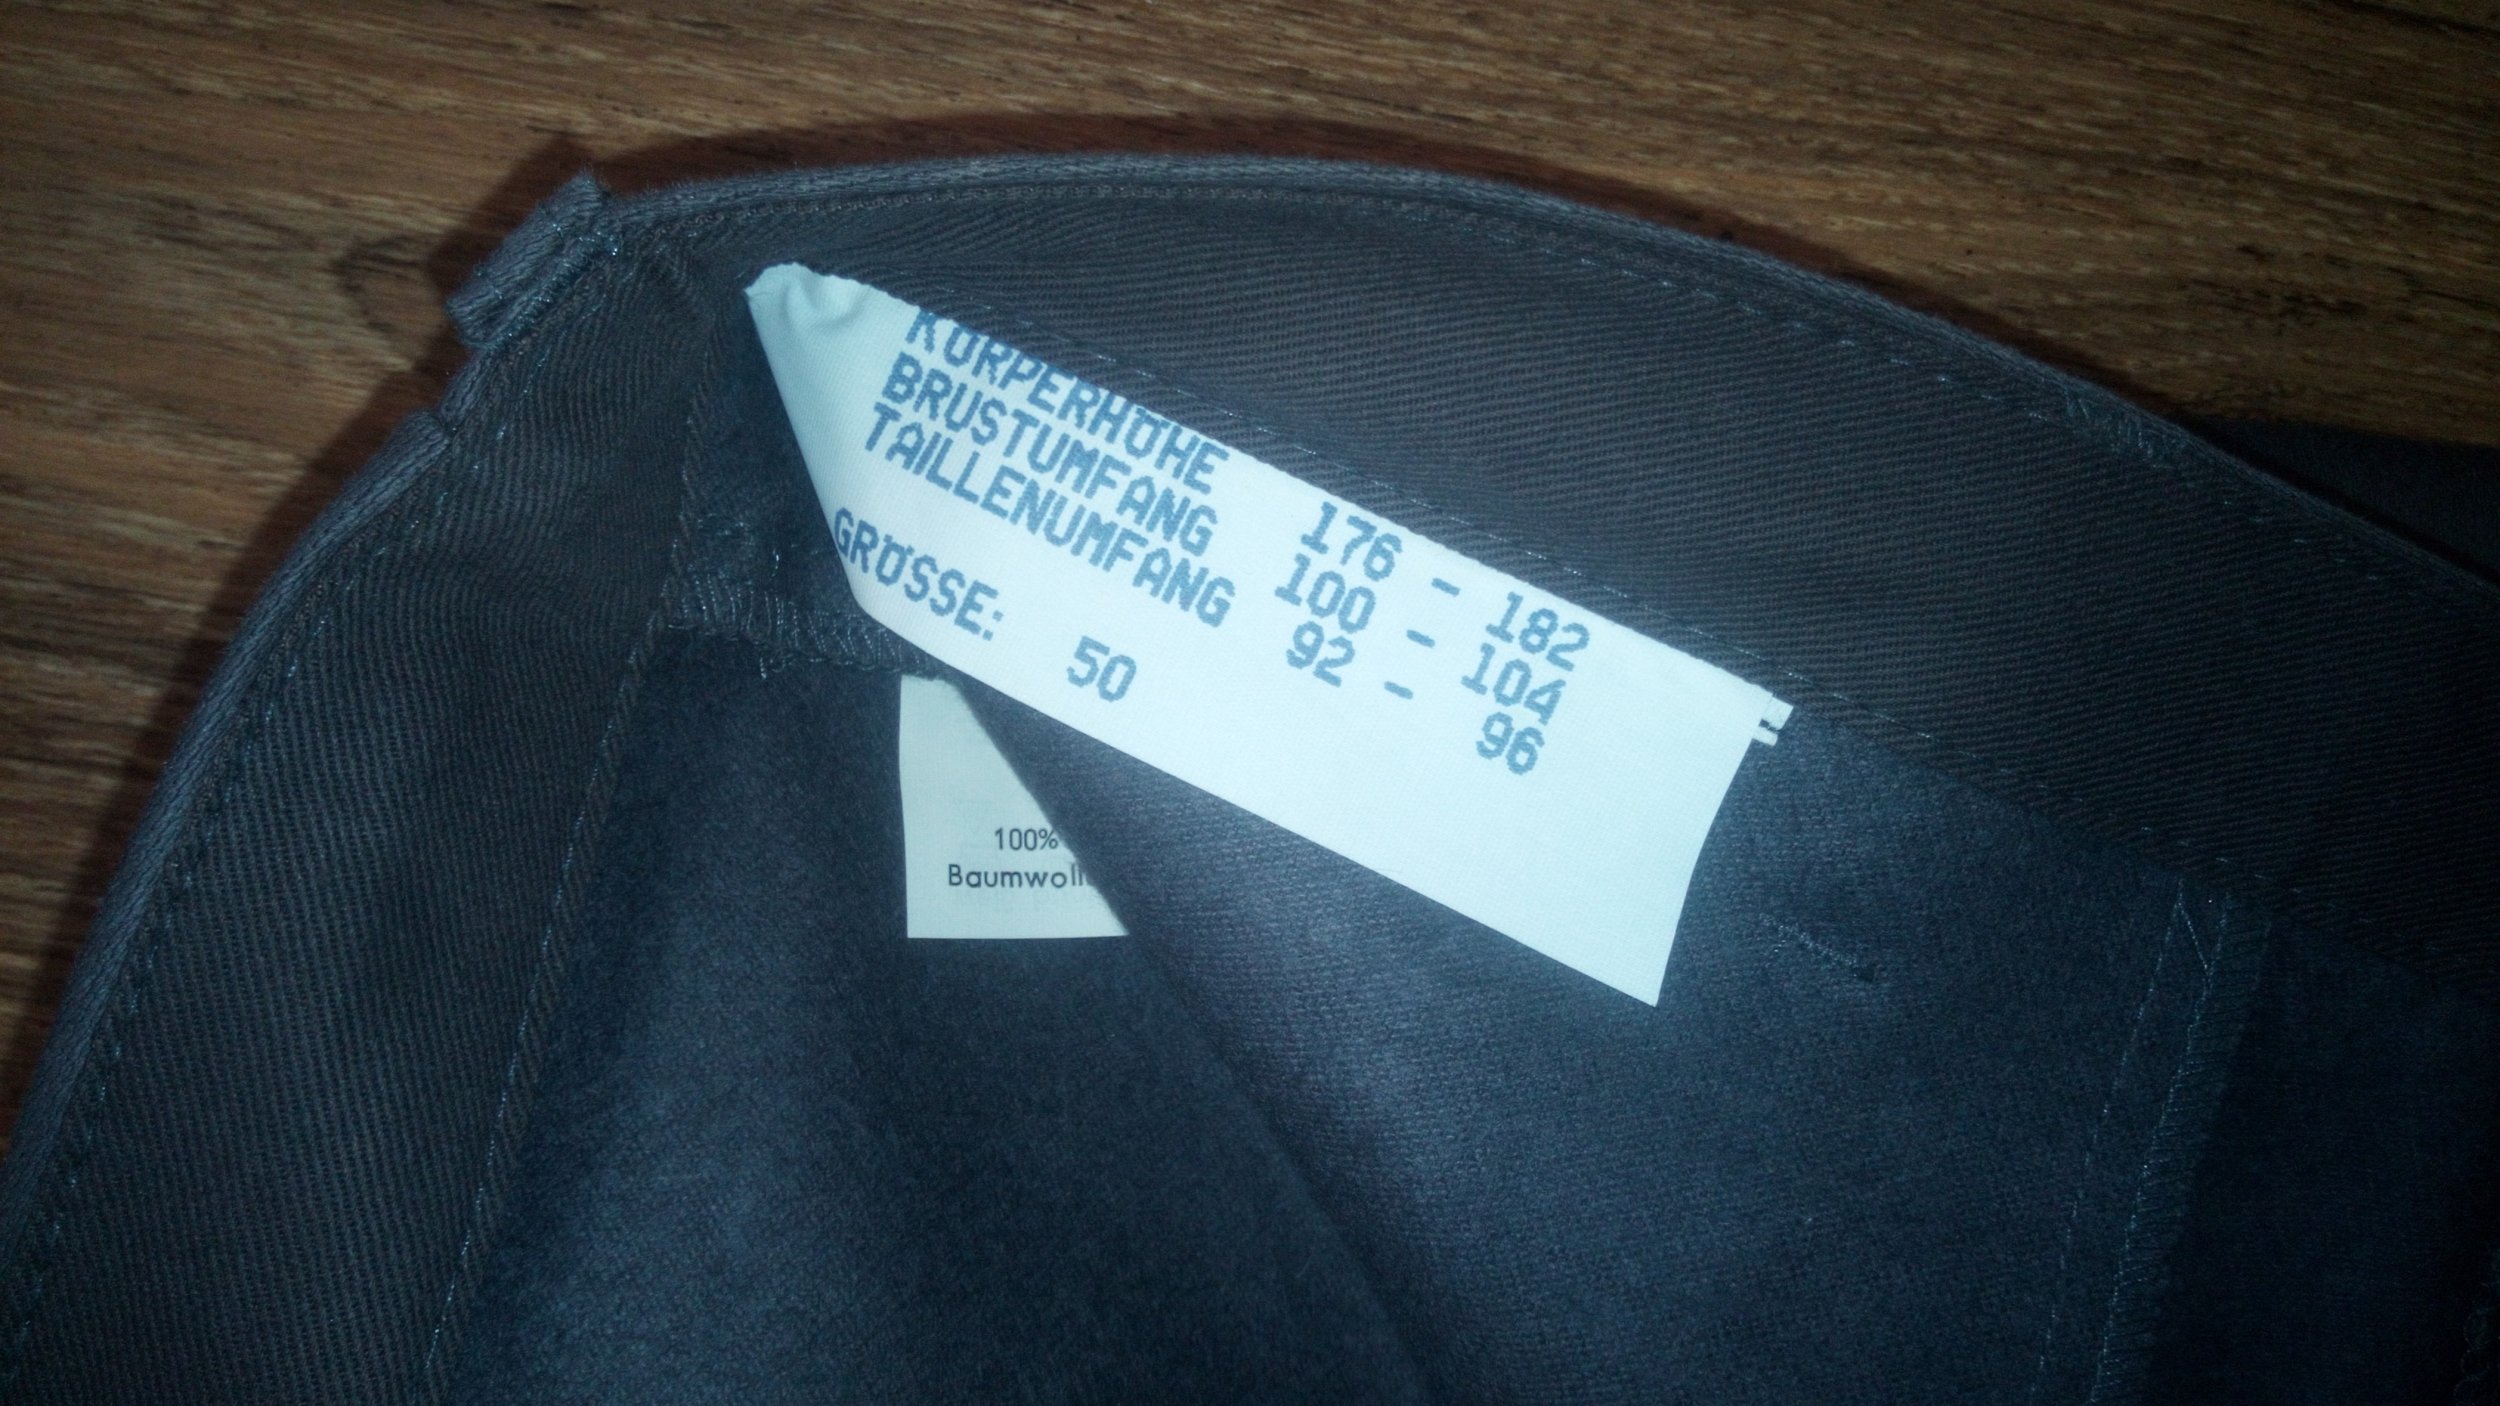 KÖRPERHÖHE 176 - 182
BRUSTUMFANG 100 - 104
TAILLENUMFANG 92 - 96
GRÖSSE: 50
100%